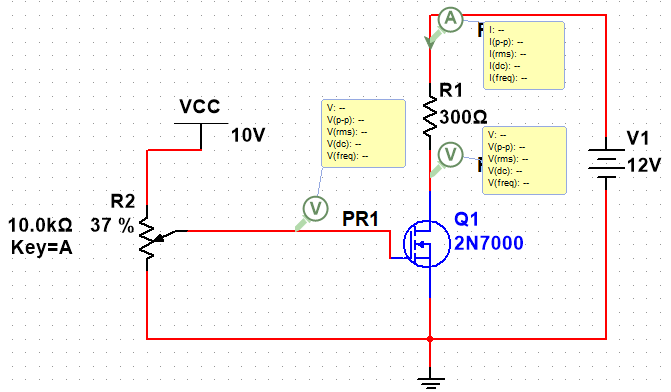 A
I: --
I(p-p): --
I(rms): --
I(dc): --
I(freq): --
R1
300Ω
VCC
10V
V: --
V(p-p): --
V(rms): --
V(dc): --
V(freq): --
V
V: --
V(p-p): --
V(rms): --
V(dc): --
V(freq): --
V1
12V
R2
10.0kΩ 37 %
Key=A
V
PR1
Q1
2N7000